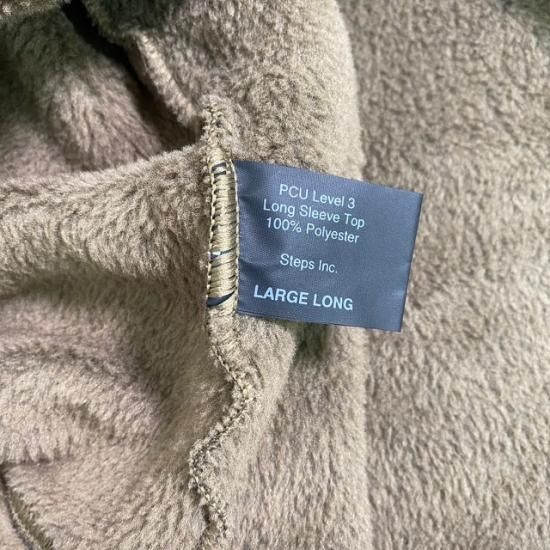 PCU Level 3
Long Sleeve Top
100% Polyester
Steps Inc.
LARGE LONG